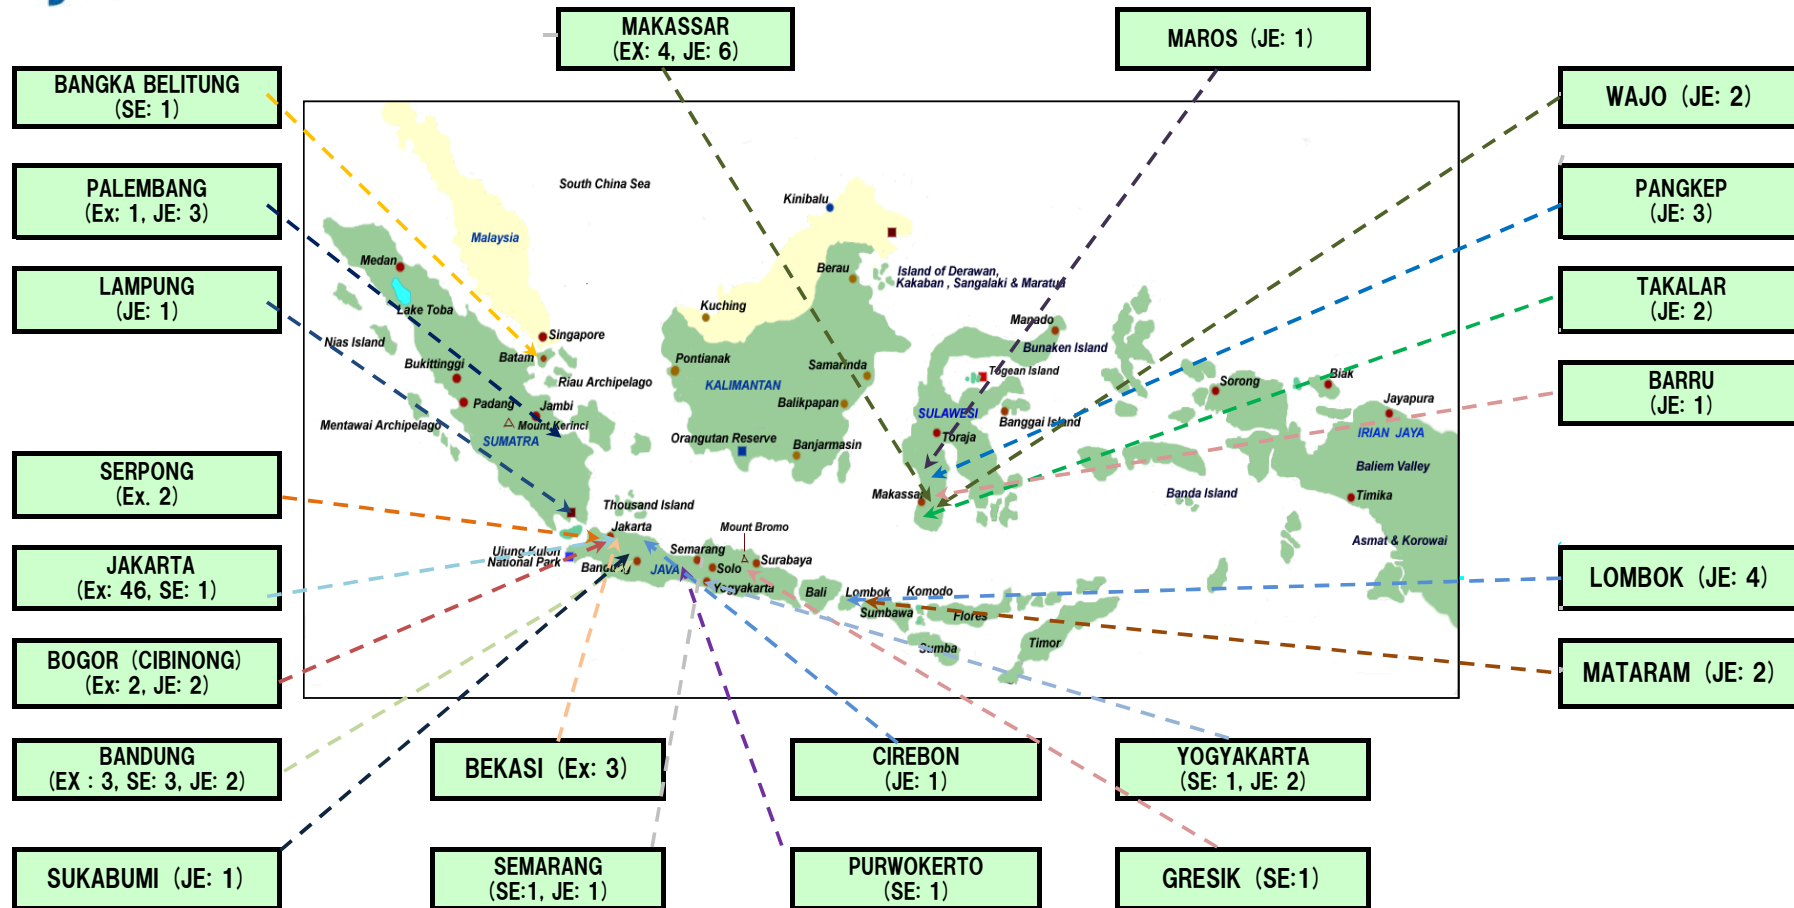 MAKASSAR
(EX: 4, JE: 6)
MAROS (JE: 1)
BANGKA BELITUNG
(SE: 1)
WAJO (JE: 2)
PALEMBANG
(Ex: 1, JE: 3)
PANGKEP
(JE: 3)
LAMPUNG
(JE: 1)
TAKALAR
(JE: 2)
BARRU
(JE: 1)
SERPONG
(Ex. 2)
JAKARTA
(Ex: 46, SE: 1)
LOMBOK (JE: 4)
BOGOR (CIBINONG)
(Ex: 2, JE: 2)
MATARAM (JE: 2)
BANDUNG
(EX : 3, SE: 3, JE: 2)
BEKASI (Ex: 3)
CIREBON
(JE: 1)
YOGYAKARTA
(SE: 1, JE: 2)
SUKABUMI (JE: 1)
SEMARANG
(SE:1, JE: 1)
PURWOKERTO
(SE: 1)
GRESIK (SE:1)
South China Sea
Kinibalu
Malaysia
Medan
Berau
Island of Derawan,
Kakaban , Sangalaki & Maratua
Lake Toba
Kuching
Singapore
Manado
Nias Island
Batam
Bunaken Island
Bukittinggi
Pontianak
Samarinda
Togean Island
Riau Archipelago
KALIMANTAN
Sorong
Biak
Padang
Jambi
Balikpapan
SULAWESI
Banggai Island
Jayapura
Mentawai Archipelago
Mount Kerinci
SUMATRA
Orangutan Reserve
Banjarmasin
Toraja
IRIAN JAYA
Baliem Valley
Makassar
Banda Island
Timika
Thousand Island
Jakarta
Mount Bromo
Asmat & Korowai
Ujung Kulon
National Park
Semarang
Surabaya
Bandung
JAVA
Solo
Yogyakarta
Bali
Lombok
Komodo
Sumbawa
Flores
Sumba
Timor